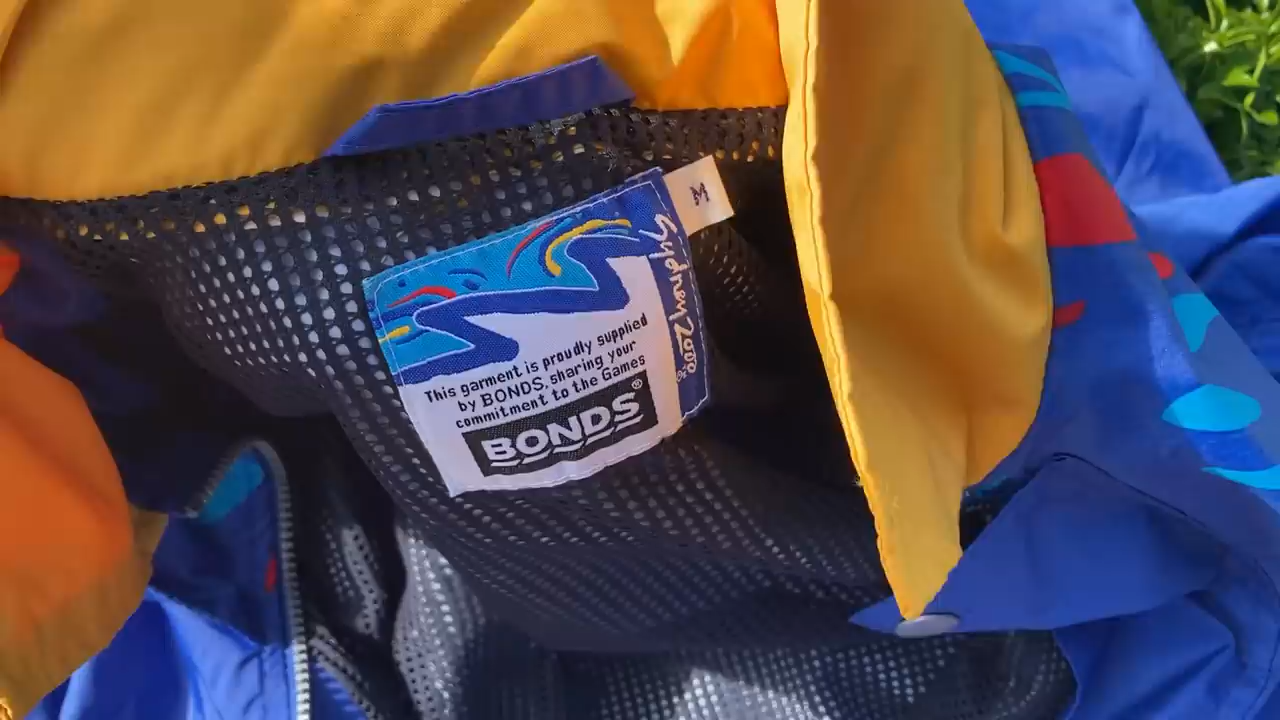 M
Sydney 2000
This garment is proudly supplied
by BONDS, sharing your
commitment to the Games
BONDS®